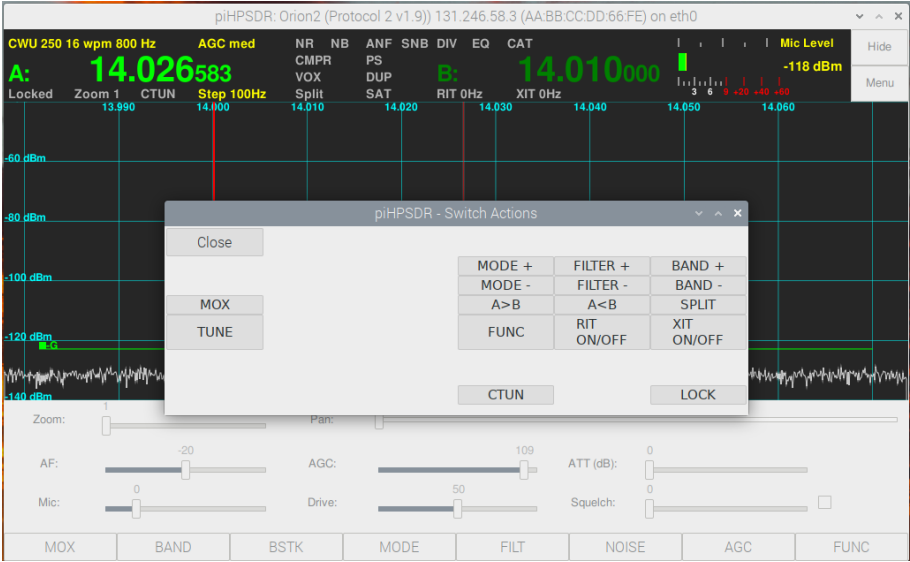 piHPSDR: Orion2 (Protocol 2 v1.9)) 131.246.58.3 (AA:BB:CC:DD:66:FE) on eth0
CWU 250 16 wpm 800 Hz AGC med NR NB ANF SNB DIV EQ CAT Mic Level Hide
CMPR PS
A: 14.026583 VOX DUP B: 14.010000 -118 dBm Menu
Locked Zoom 1 CTUN Step 100Hz Split SAT RIT 0Hz XIT 0Hz 3 6 9 +20 +40 +60
13.990 14.000 14.010 14.020 14.030 14.040 14.050 14.060
-60 dBm
-80 dBm
-100 dBm
-120 dBm
-G
-140 dBm
piHPSDR - Switch Actions
Close
MODE + FILTER + BAND +
MODE - FILTER - BAND -
MOX A>B A<B SPLIT
TUNE FUNC RIT ON/OFF XIT ON/OFF
CTUN LOCK
Zoom: 1 Pan:
AF: -20 AGC: 109 ATT (dB): 0
Mic: 0 Drive: 50 Squelch: 0
MOX BAND BSTK MODE FILT NOISE AGC FUNC